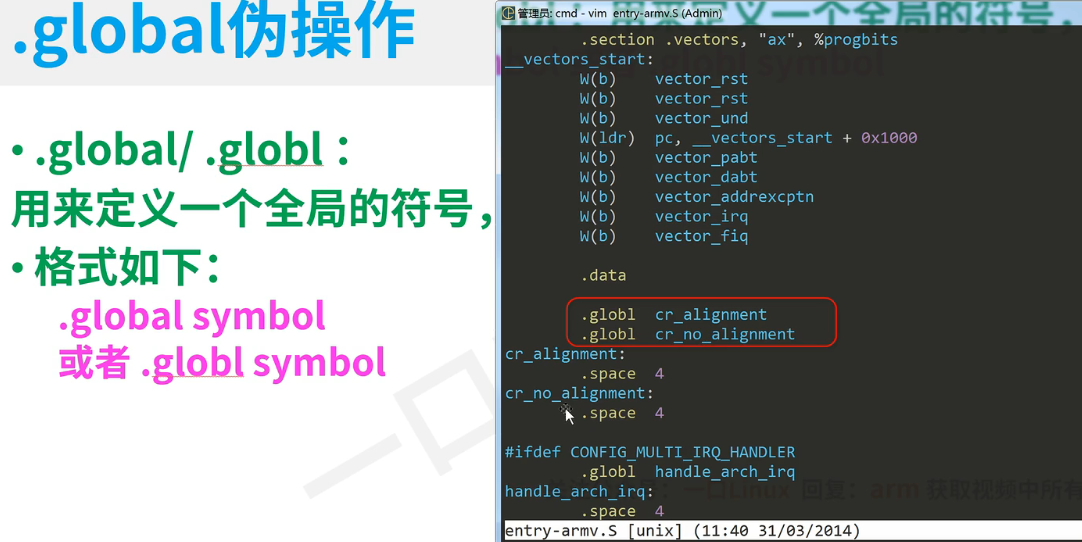 .global伪操作
• .global/ .globl：
用来定义一个全局的符号，
• 格式如下：
.global symbol
或者 .globl symbol
一口
管理员: cmd - vim  entry-armv.S (Admin)
.section .vectors, "ax", %progbits
__vectors_start:
W(b)    vector_rst
W(b)    vector_rst
W(b)    vector_und
W(ldr)  pc, __vectors_start + 0x1000
W(b)    vector_pabt
W(b)    vector_dabt
W(b)    vector_addrexcptn
W(b)    vector_irq
W(b)    vector_fiq
.data
.globl  cr_alignment
.globl  cr_no_alignment
cr_alignment:
.space  4
cr_no_alignment:
.space  4
#ifdef CONFIG_MULTI_IRQ_HANDLER
.globl  handle_arch_irq
handle_arch_irq:
.space  4
一口Linux 回复：arm 获取视频中所有
entry-armv.S [unix] (11:40 31/03/2014)